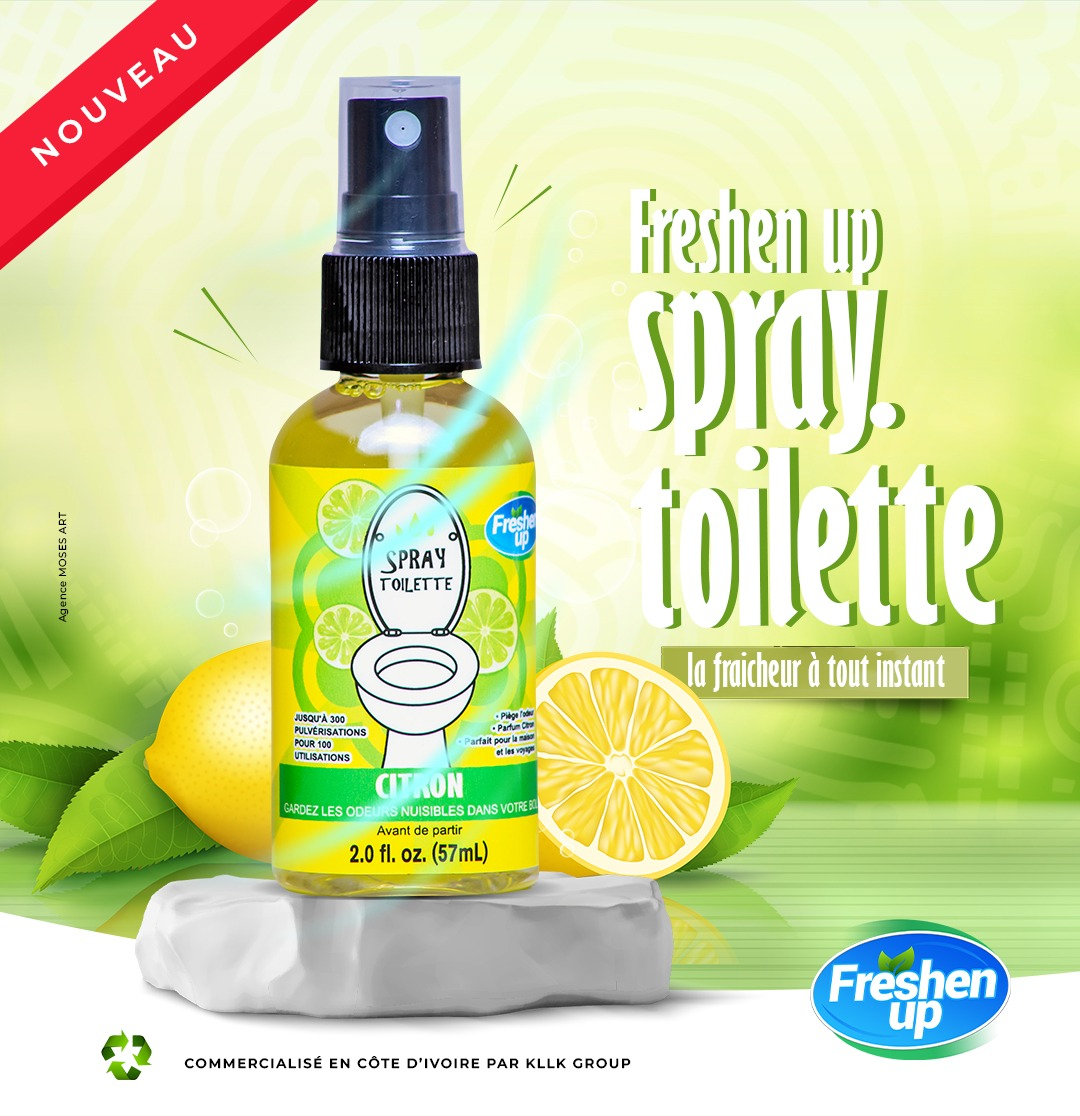 NOUVEAU
Freshen up
spray.
toilette
la fraicheur à tout instant
Agence MOSES ART
Freshen
up
SPRAY
TOILETTE
JUSQU'À 300
PULVÉRISATIONS
POUR 100
UTILISATIONS
• Piège l'odeur
• Parfum Citron
• Parfait pour la maison
et les voyages
CITRON
GARDEZ LES ODEURS NUISIBLES DANS VOTRE
Avant de partir
2.0 fl. oz. (57mL)
Freshen
up
COMMERCIALISÉ EN CÔTE D'IVOIRE PAR KLLK GROUP